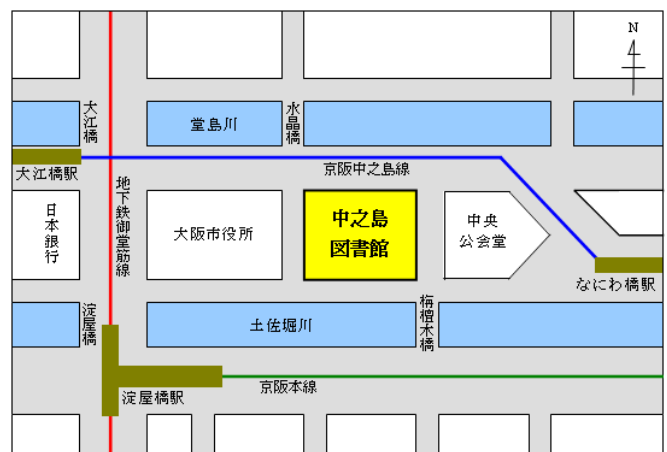 N
大江橋
堂島川
水晶橋
京阪中之島線
大江橋駅
地下鉄御堂筋線
日本銀行
大阪市役所
中之島
図書館
中央
公会堂
なにわ橋駅
淀屋橋
土佐堀川
栴檀木橋
京阪本線
淀屋橋駅